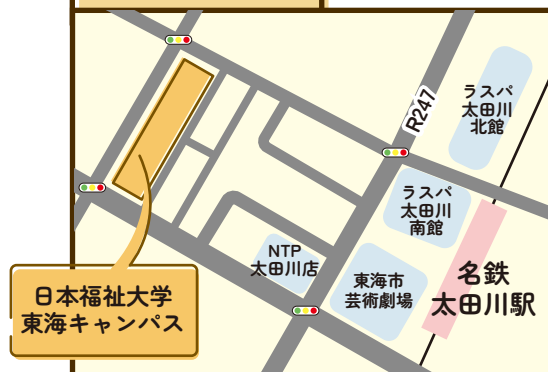 ラスパ
太田川
北館
R247
ラスパ
太田川
南館
NTP
太田川店
東海市
芸術劇場
名鉄
太田川駅
日本福祉大学
東海キャンパス